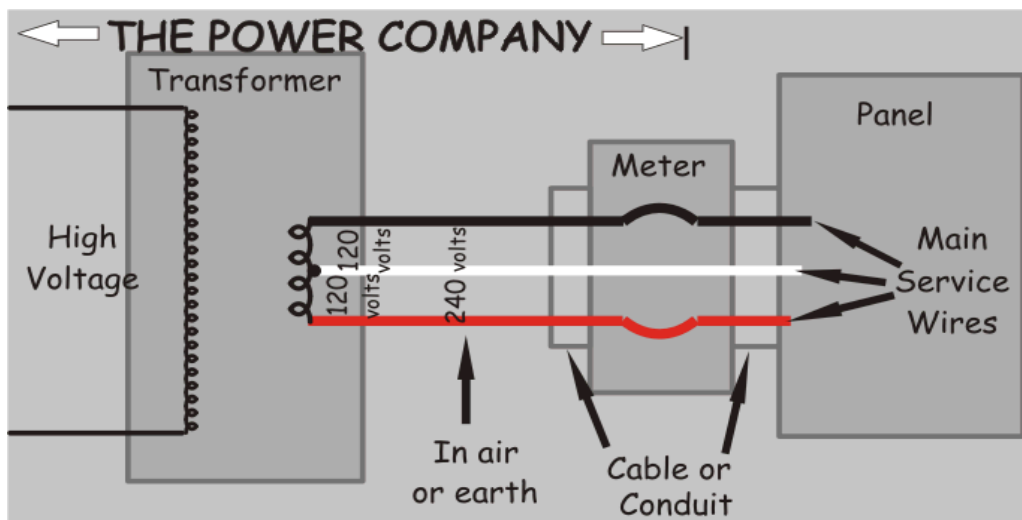 THE POWER COMPANY
Transformer
Panel
Meter
High
Voltage
120
volts
120
volts
240 volts
Main
Service
Wires
In air
or earth
Cable or
Conduit